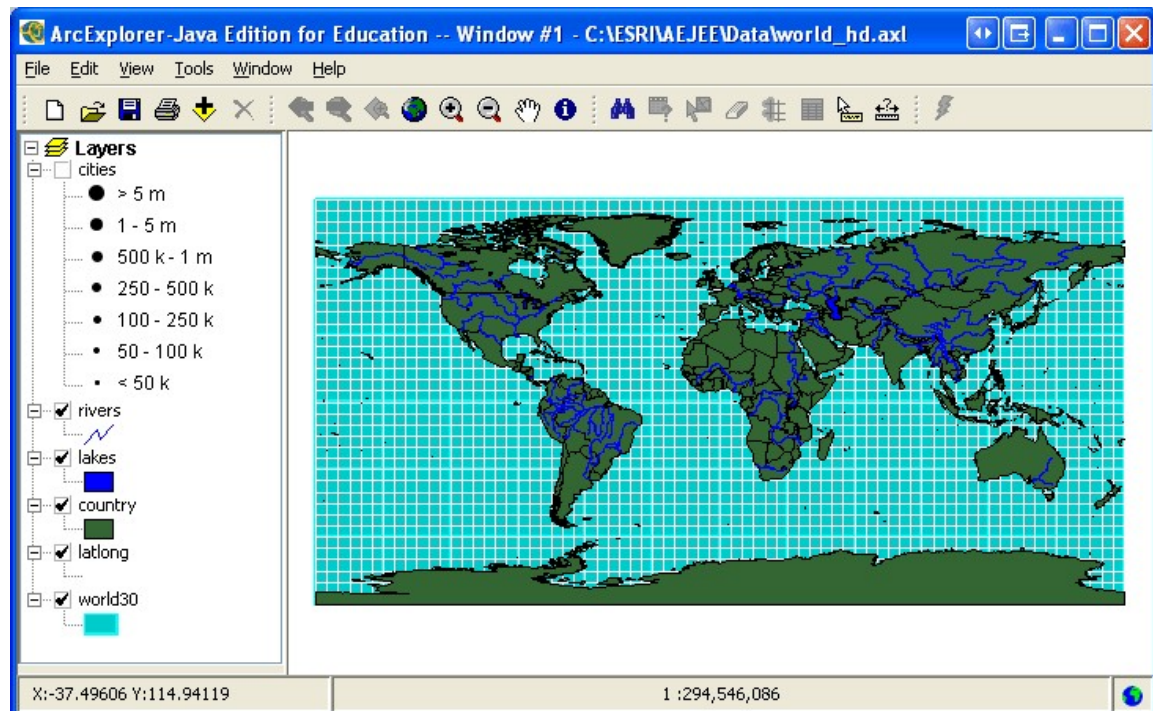 ArcExplorer-Java Edition for Education -- Window #1 - C:\ESRI\AEJEE\Data\world_hd.axl
File Edit View Tools Window Help
Layers
cities
> 5 m
1 - 5 m
500 k - 1 m
250 - 500 k
100 - 250 k
50 - 100 k
< 50 k
rivers
lakes
country
latlong
world30
X:-37.49606 Y:114.94119
1 :294,546,086